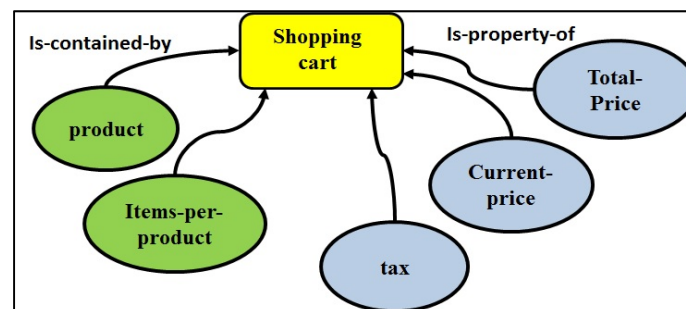 Is-contained-by
Shopping
cart
Is-property-of
Total-
Price
product
Current-
price
Items-per-
product
tax